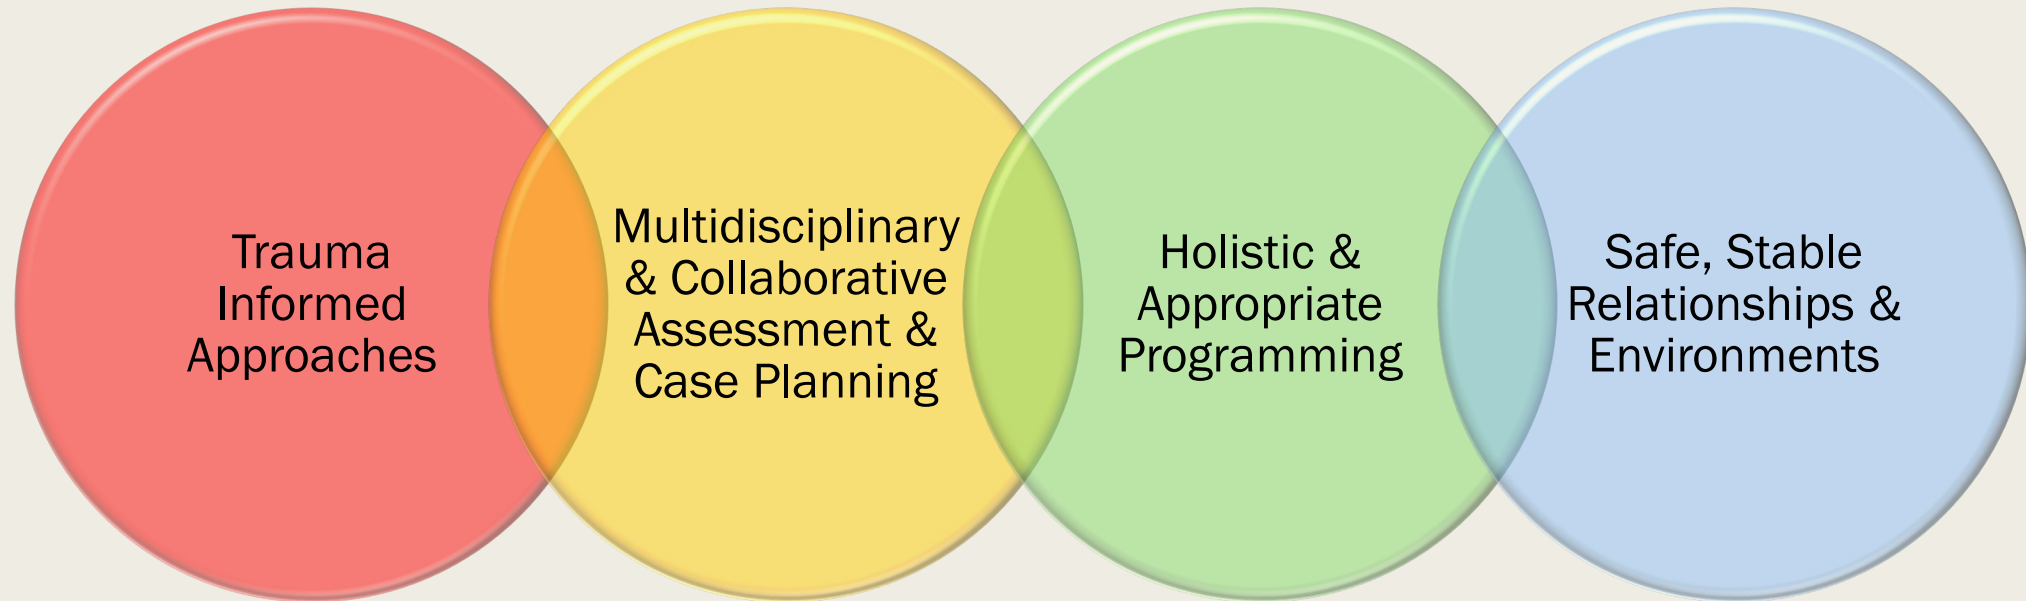 Trauma
Informed
Approaches
Multidisciplinary
& Collaborative
Assessment &
Case Planning
Holistic &
Appropriate
Programming
Safe, Stable
Relationships &
Environments